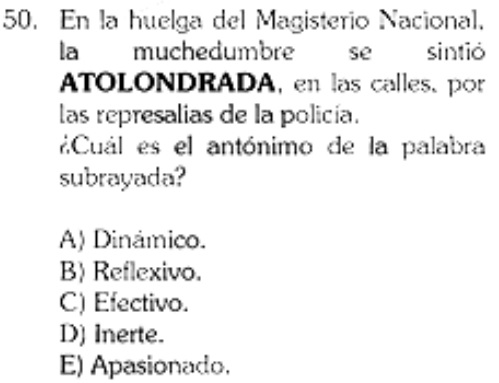 50. En la huelga del Magisterio Nacional,
la muchedumbre se sintió
ATOLONDRADA, en las calles, por
las represalias de la policía.
¿Cuál es el antónimo de la palabra
subrayada?
A) Dinámico.
B) Reflexivo.
C) Efectivo.
D) Inerte.
E) Apasionado.